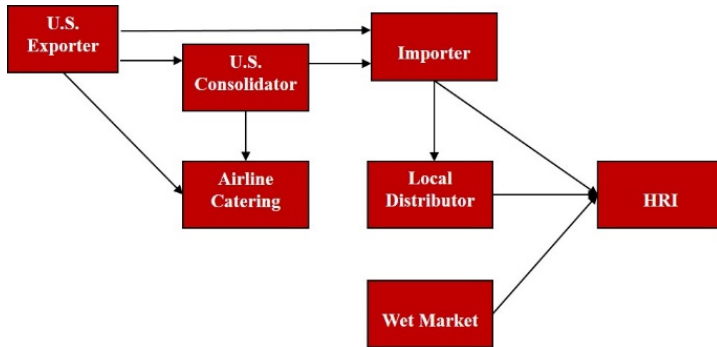 U.S.
Exporter
U.S.
Consolidator
Importer
Airline
Catering
Local
Distributor
HRI
Wet Market